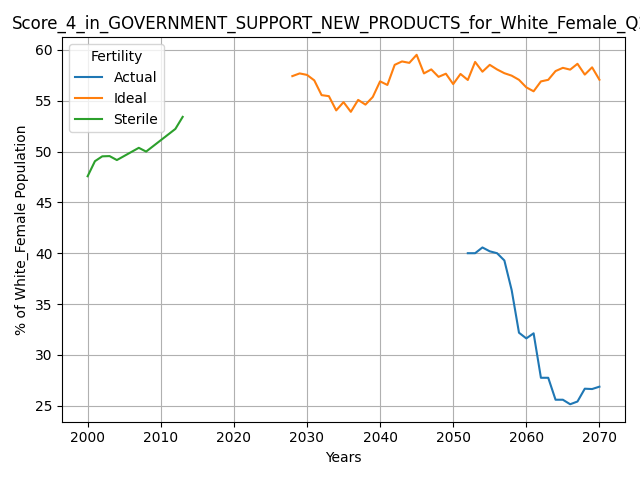 Score_4_in_GOVERNMENT_SUPPORT_NEW_PRODUCTS_for_White_Female_Q
Fertility
Actual
Ideal
Sterile
% of White_Female Population
60
55
50
45
40
35
30
25
2000 2010 2020 2030 2040 2050 2060 2070
Years